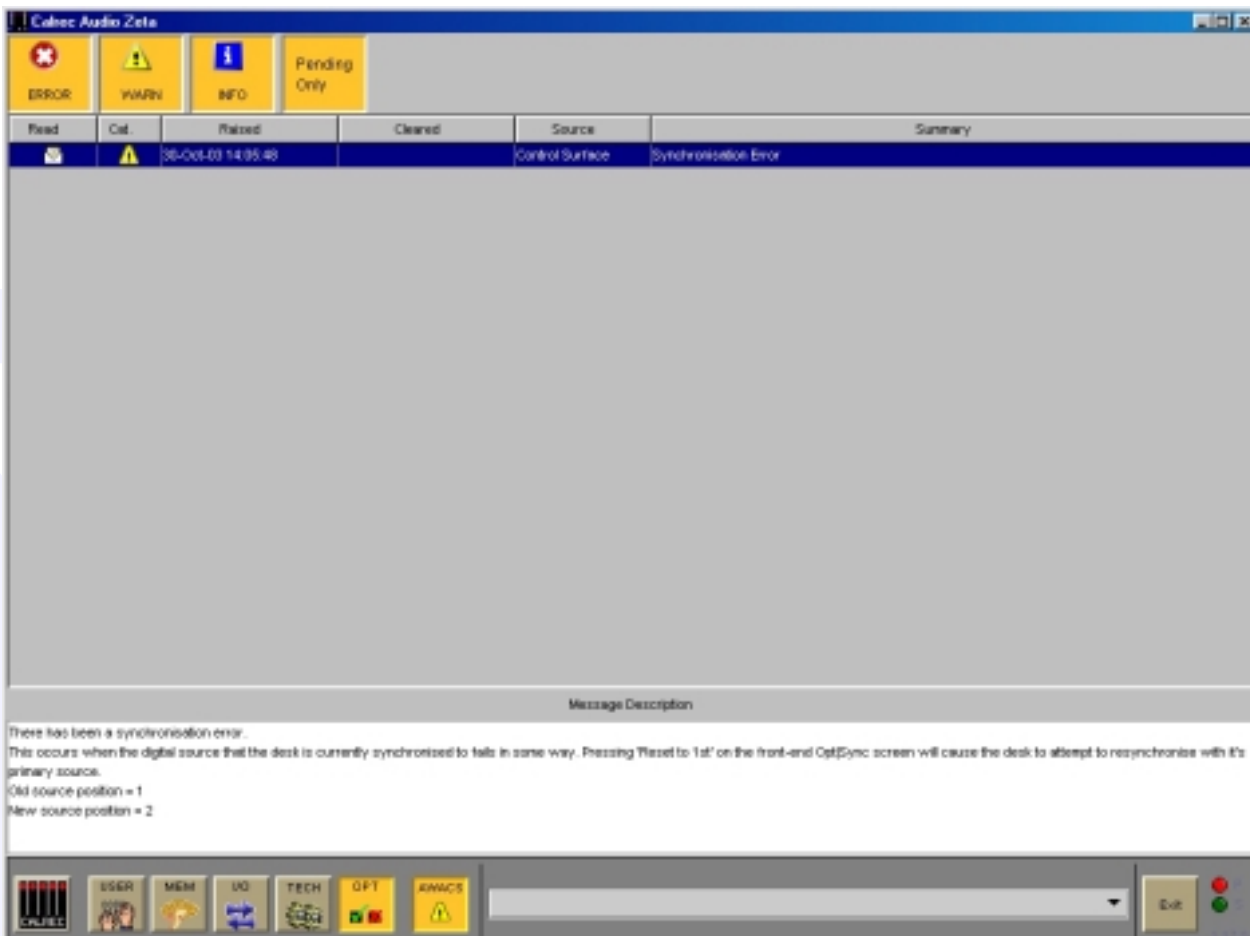 Calrec Audio Zeta
ERROR
WARN
INFO
Pending
Only
Read Cat. Raised Cleared Source Summary
30-Oct-03 14:05:48 Control Surface Synchronisation Error
Message Description
There has been a synchronisation error.
This occurs when the digital source that the desk is currently synchronised to fails in some way. Pressing 'Reset to 1st' on the front-end Opt|Sync screen will cause the desk to attempt to resynchronise with it's
primary source.
Old source position = 1
New source position = 2
CALREC USER MEM I/O TECH OPT AWACS Exit